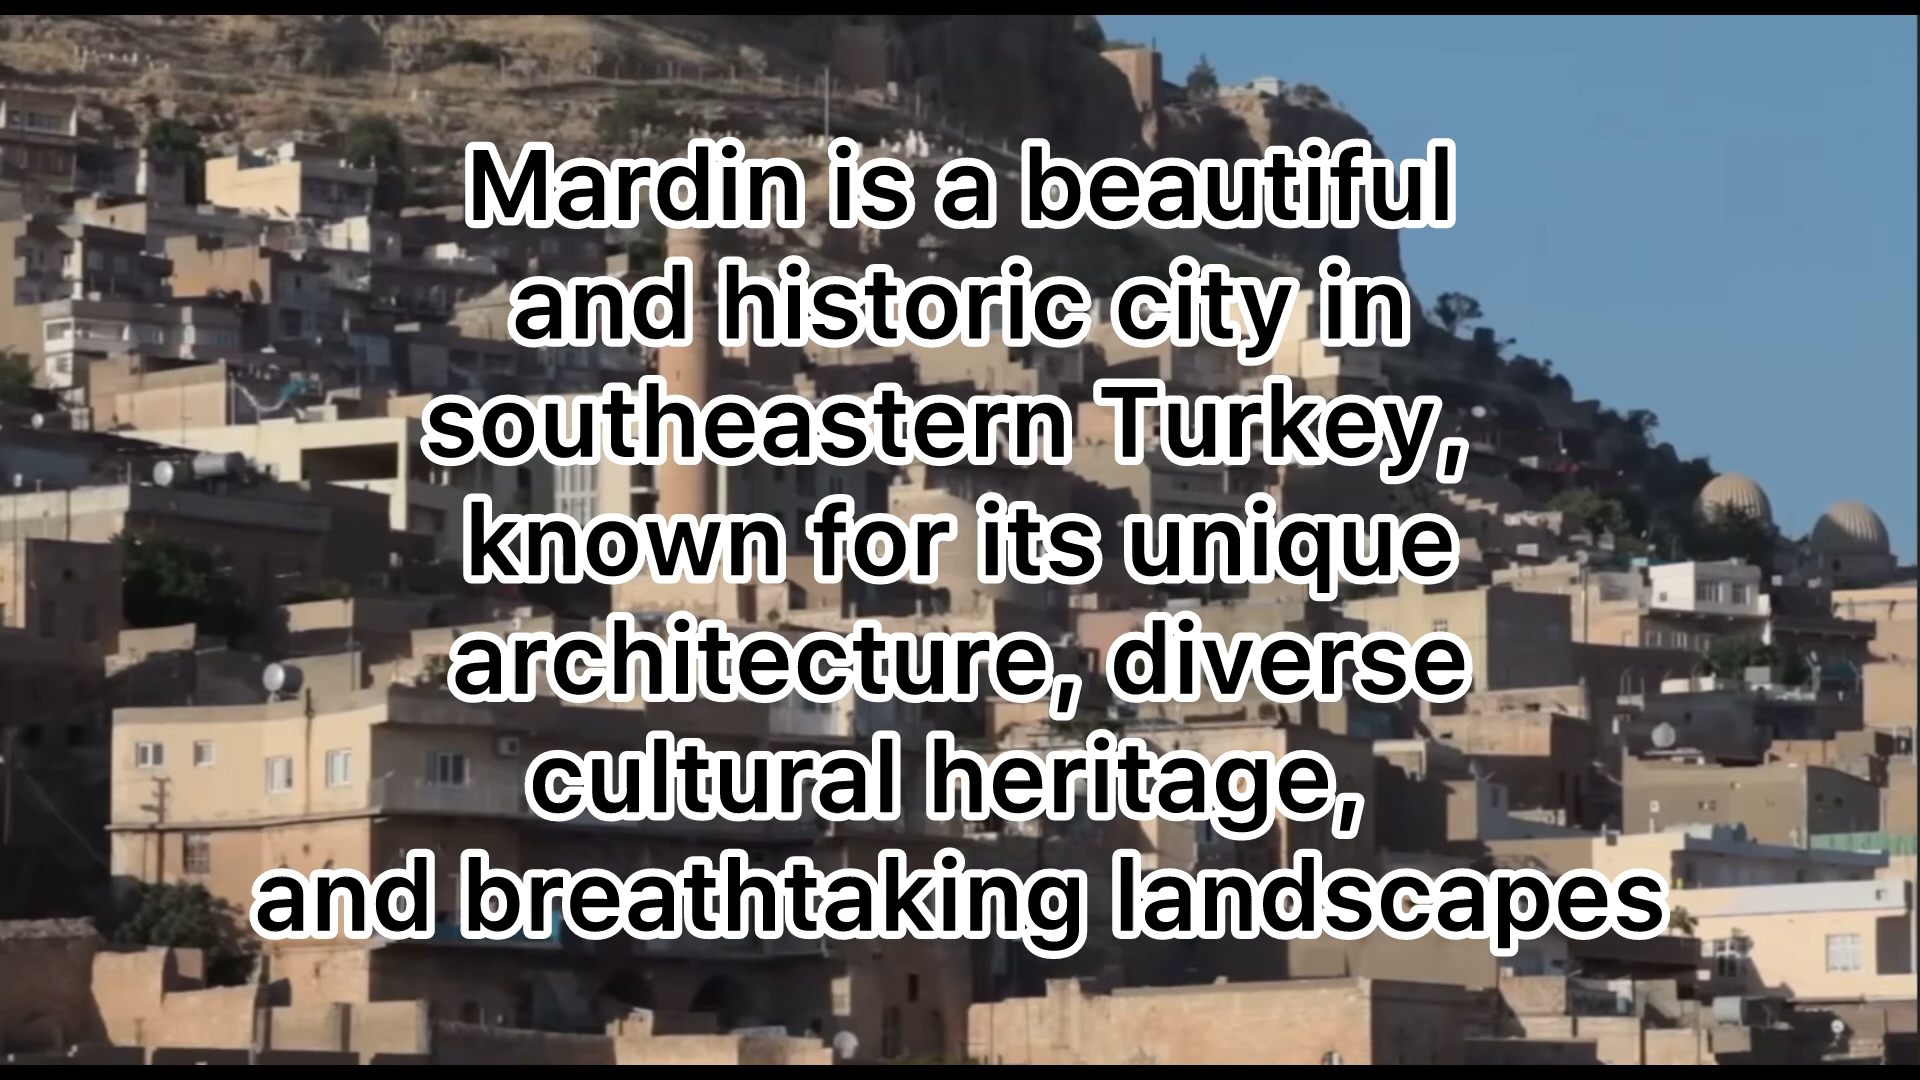 Mardin is a beautiful
and historic city in
southeastern Turkey,
known for its unique
architecture, diverse
cultural heritage,
and breathtaking landscapes